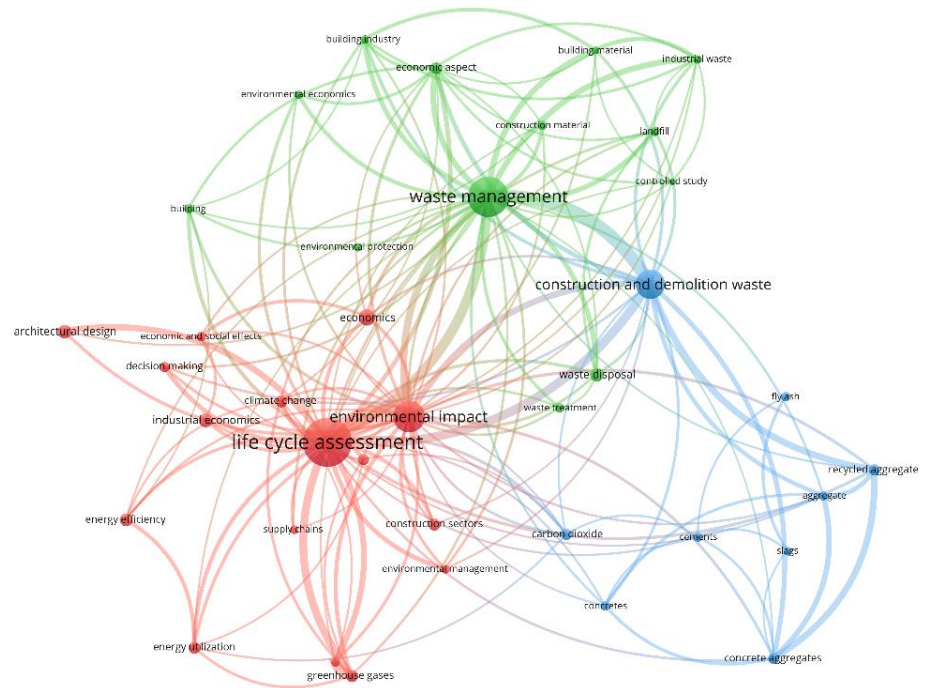 building industry
building material
industrial waste
economic aspect
environmental economics
construction material
landfill
controlled study
waste management
building
environmental protection
construction and demolition waste
economics
architectural design
economic and social effects
decision making
waste disposal
climate change
fly ash
waste treatment
industrial economics
environmental impact
life cycle assessment
recycled aggregate
aggregate
energy efficiency
supply chains
construction sectors
carbon dioxide
cements
slags
environmental management
concretes
energy utilization
concrete aggregates
greenhouse gases